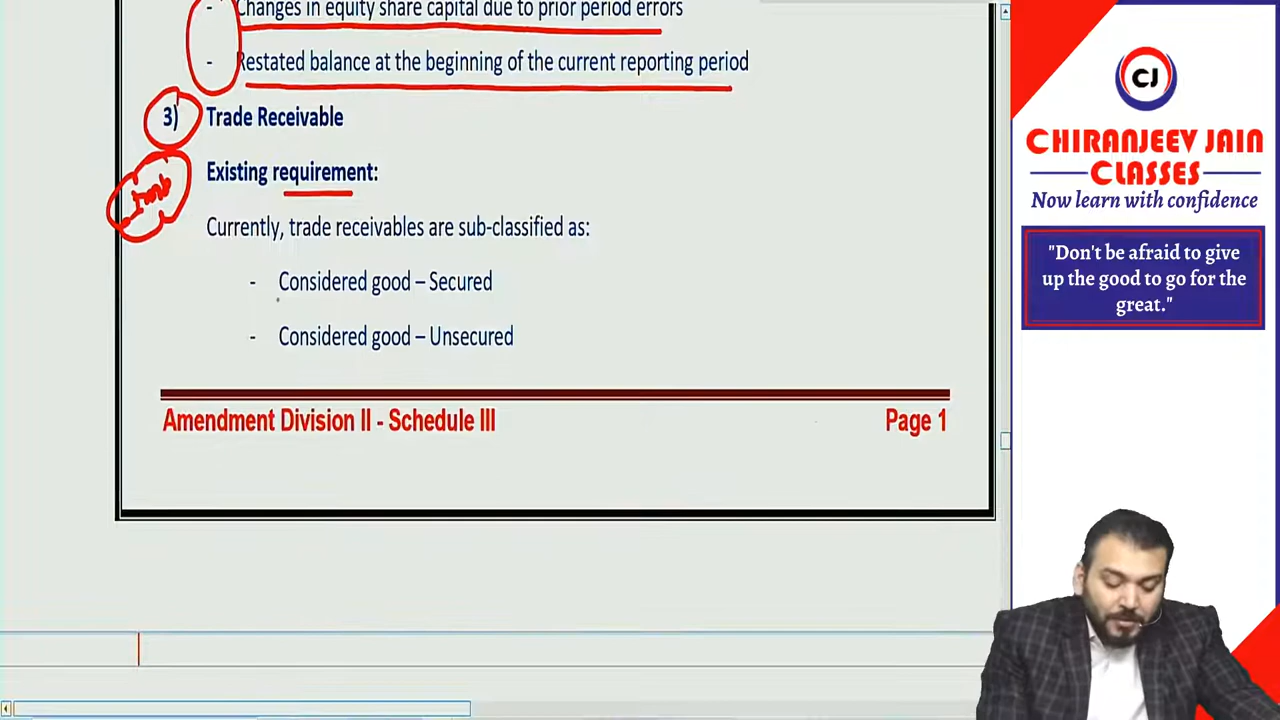 - Changes in equity share capital due to prior period errors
- Restated balance at the beginning of the current reporting period
3) Trade Receivable
Imp
Existing requirement:
Currently, trade receivables are sub-classified as:
- Considered good – Secured
- Considered good – Unsecured
Amendment Division II - Schedule III Page 1
CJ
CHIRANJEEV JAIN
CLASSES
Now learn with confidence
"Don't be afraid to give
up the good to go for the
great."